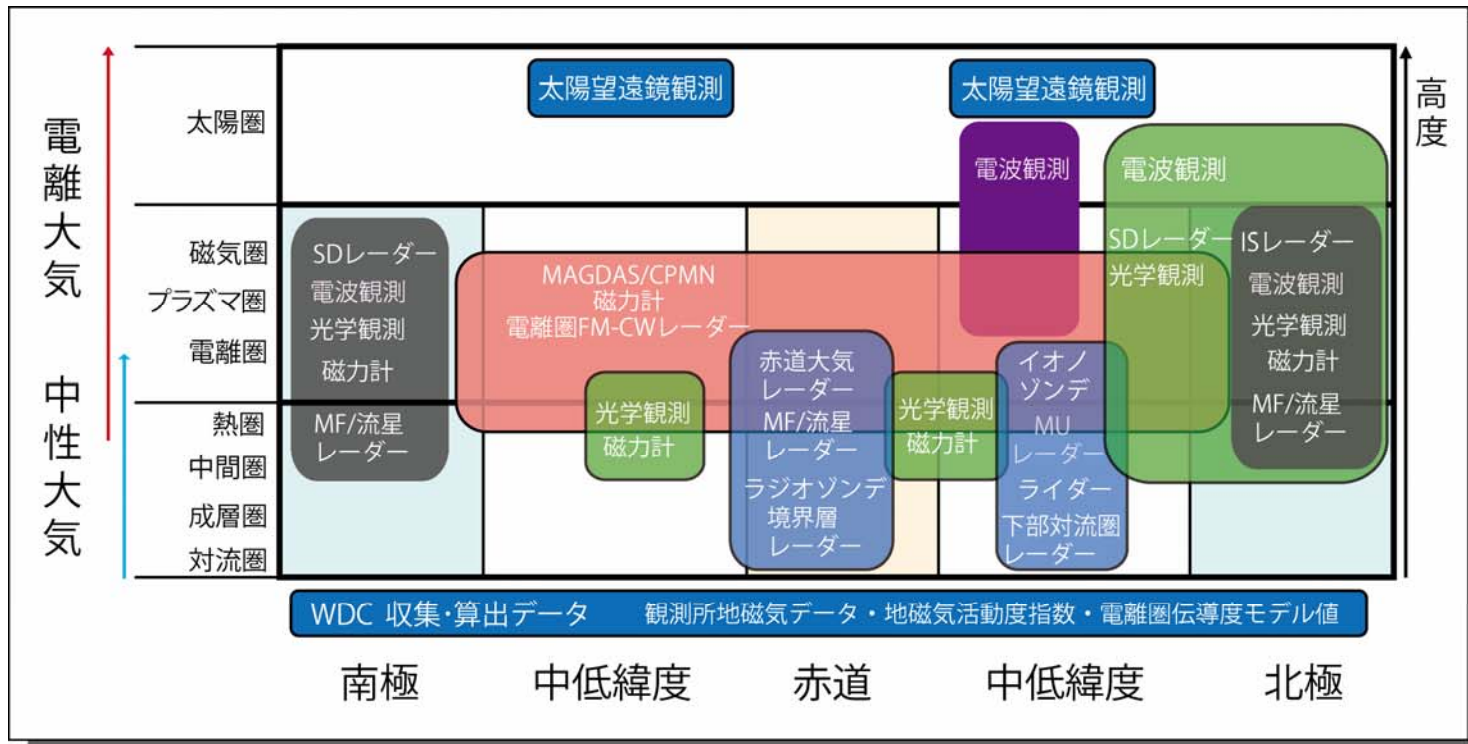 電離大気
中性大気
太陽圏
磁気圏
プラズマ圏
電離圏
熱圏
中間圏
成層圏
対流圏
高度
太陽望遠鏡観測
太陽望遠鏡観測
SDレーダー
電波観測
光学観測
磁力計
MF/流星
レーダー
MAGDAS/CPMN
磁力計
電離圏FM-CWレーダー
光学観測
磁力計
赤道大気
レーダー
MF/流星
レーダー
ラジオゾンデ
境界層
レーダー
光学観測
磁力計
電波観測
イオノ
ゾンデ
MU
レーダー
ライダー
下部対流圏
レーダー
電波観測
SDレーダー
光学観測
ISレーダー
電波観測
光学観測
磁力計
MF/流星
レーダー
WDC 収集・算出データ 観測所地磁気データ・地磁気活動度指数・電離圏伝導度モデル値
南極
中低緯度
赤道
中低緯度
北極